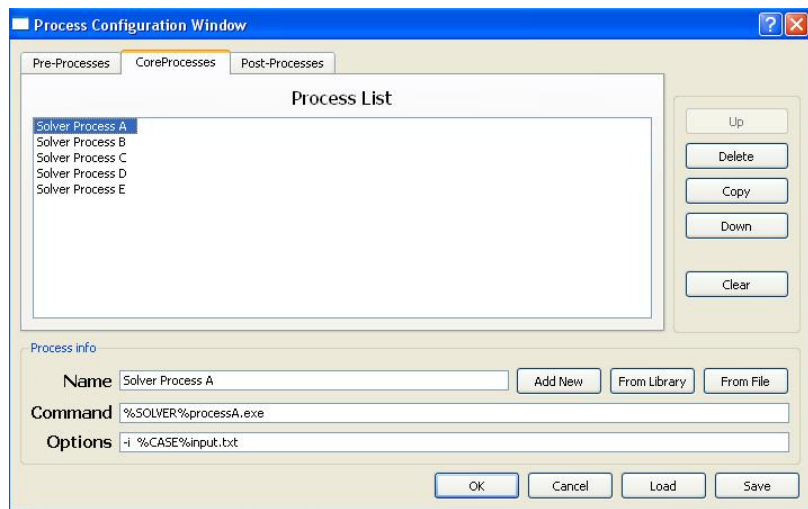 Process Configuration Window
?
X
Pre-Processes
CoreProcesses
Post-Processes
Process List
Solver Process A
Solver Process B
Solver Process C
Solver Process D
Solver Process E
Up
Delete
Copy
Down
Clear
Process info
Name
Solver Process A
Add New
From Library
From File
Command
%SOLVER%processA.exe
Options
-i %CASE%input.txt
OK
Cancel
Load
Save